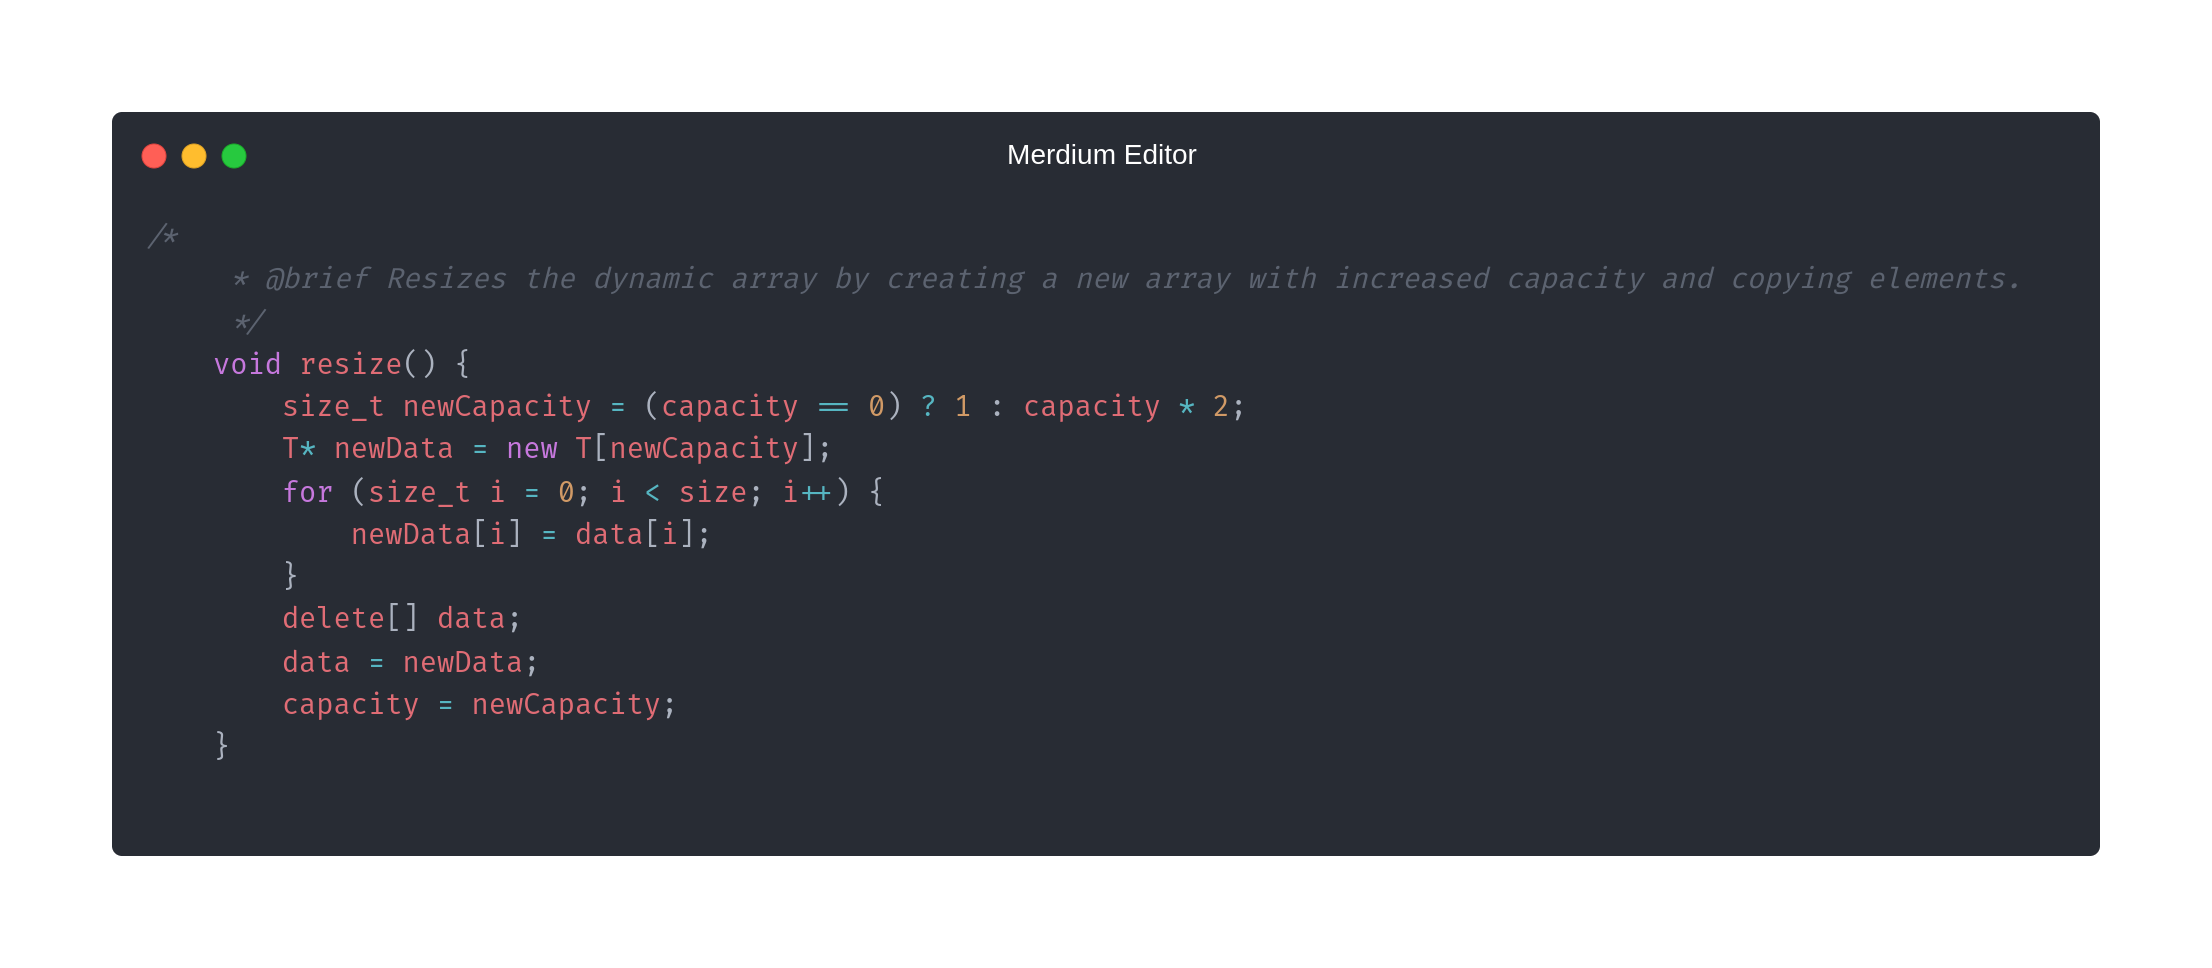 Merdium Editor
/*
     * @brief Resizes the dynamic array by creating a new array with increased capacity and copying elements.
     */
    void resize() {
        size_t newCapacity = (capacity == 0) ? 1 : capacity * 2;
        T* newData = new T[newCapacity];
        for (size_t i = 0; i < size; i++) {
            newData[i] = data[i];
        }
        delete[] data;
        data = newData;
        capacity = newCapacity;
    }